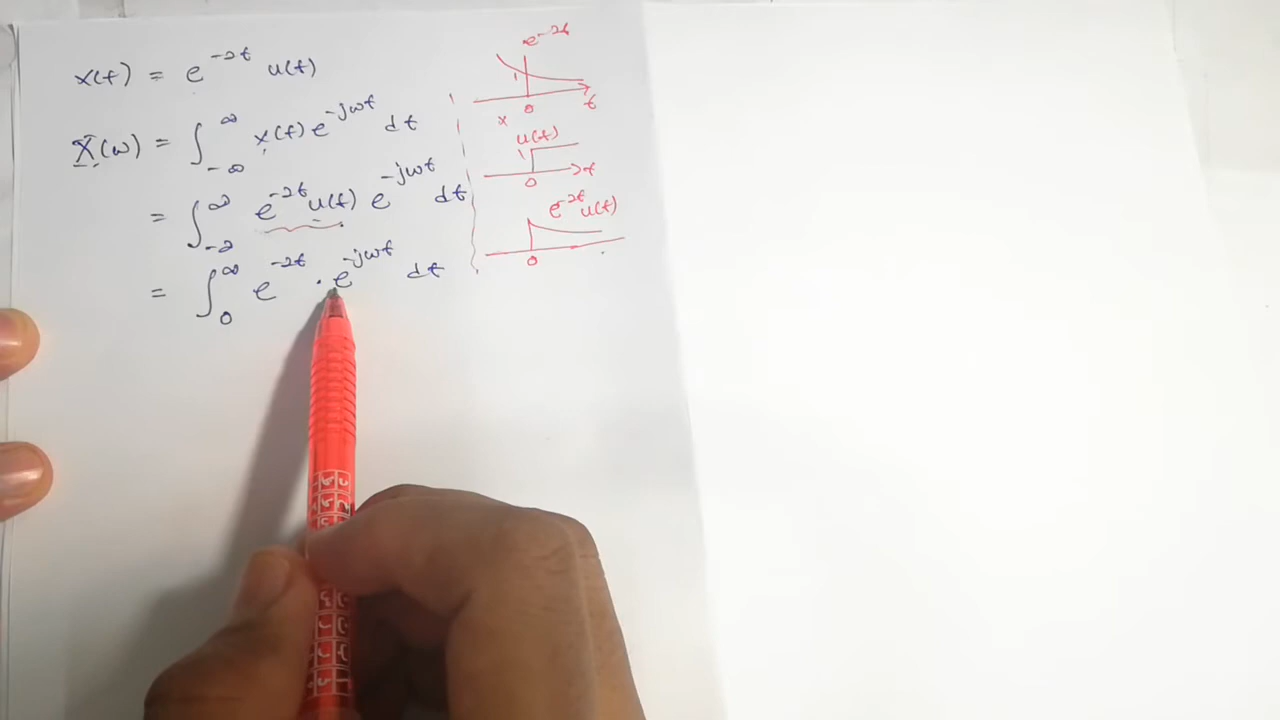 x(t) = e^{-2t} u(t)
X(ω) = ∫_{-∞}^{∞} x(t) e^{-jωt} dt
= ∫_{-∞}^{∞} e^{-2t} u(t) e^{-jωt} dt
= ∫_{0}^{∞} e^{-2t} · e^{-jωt} dt
e^{-2t}
1
0
t
x
u(t)
1
0
t
e^{-2t} u(t)
0